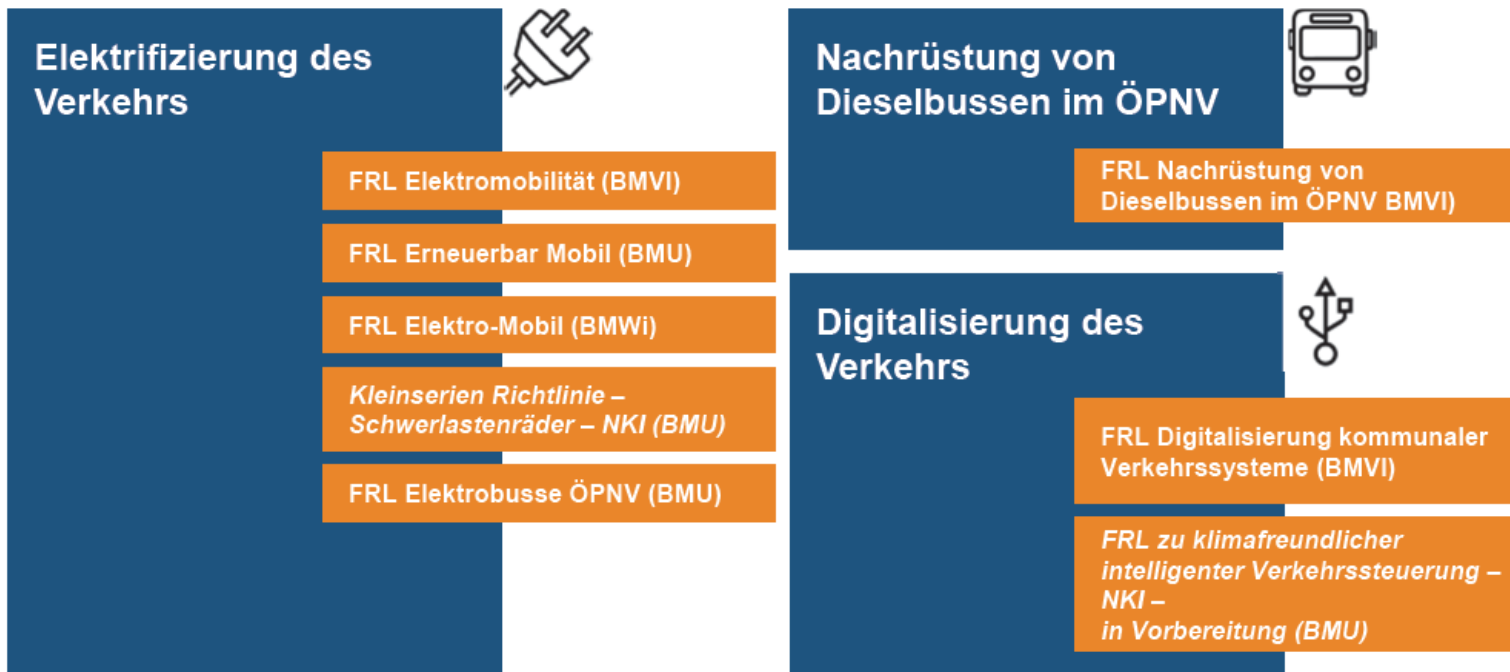 Elektrifizierung des
Verkehrs
FRL Elektromobilität (BMVI)
FRL Erneuerbar Mobil (BMU)
FRL Elektro-Mobil (BMWi)
Kleinserien Richtlinie –
Schwerlastenräder – NKI (BMU)
FRL Elektrobusse ÖPNV (BMU)
Nachrüstung von
Dieselbussen im ÖPNV
FRL Nachrüstung von
Dieselbussen im ÖPNV BMVI)
Digitalisierung des
Verkehrs
FRL Digitalisierung kommunaler
Verkehrssysteme (BMVI)
FRL zu klimafreundlicher
intelligenter Verkehrssteuerung –
NKI –
in Vorbereitung (BMU)